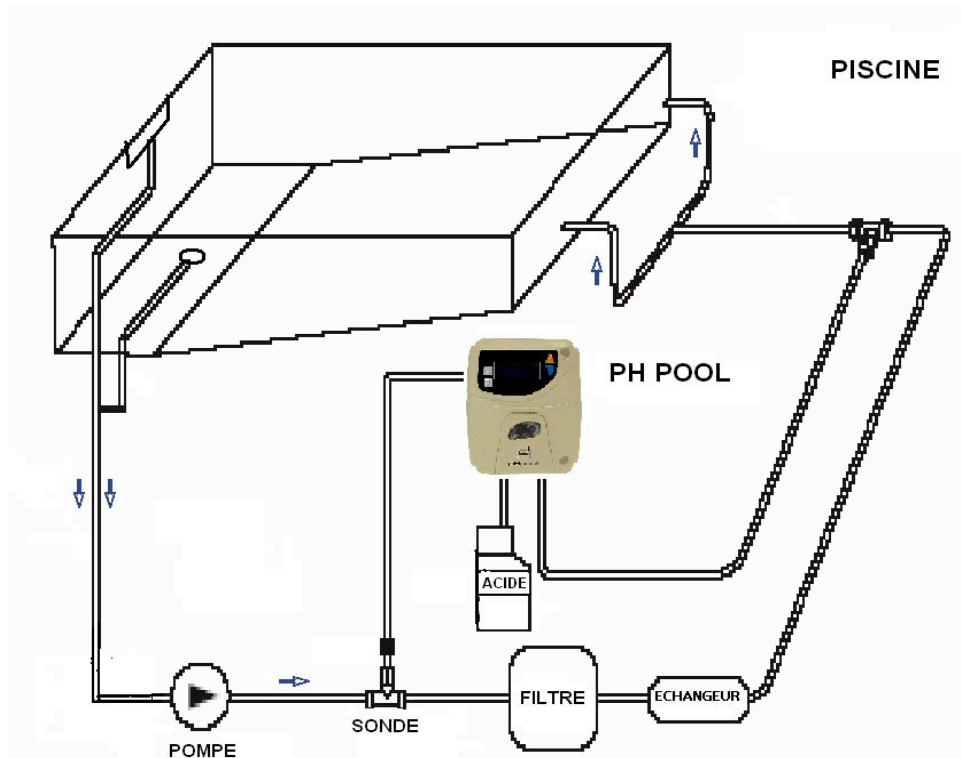 PISCINE
PH POOL
ACIDE
FILTRE
ECHANGEUR
SONDE
POMPE